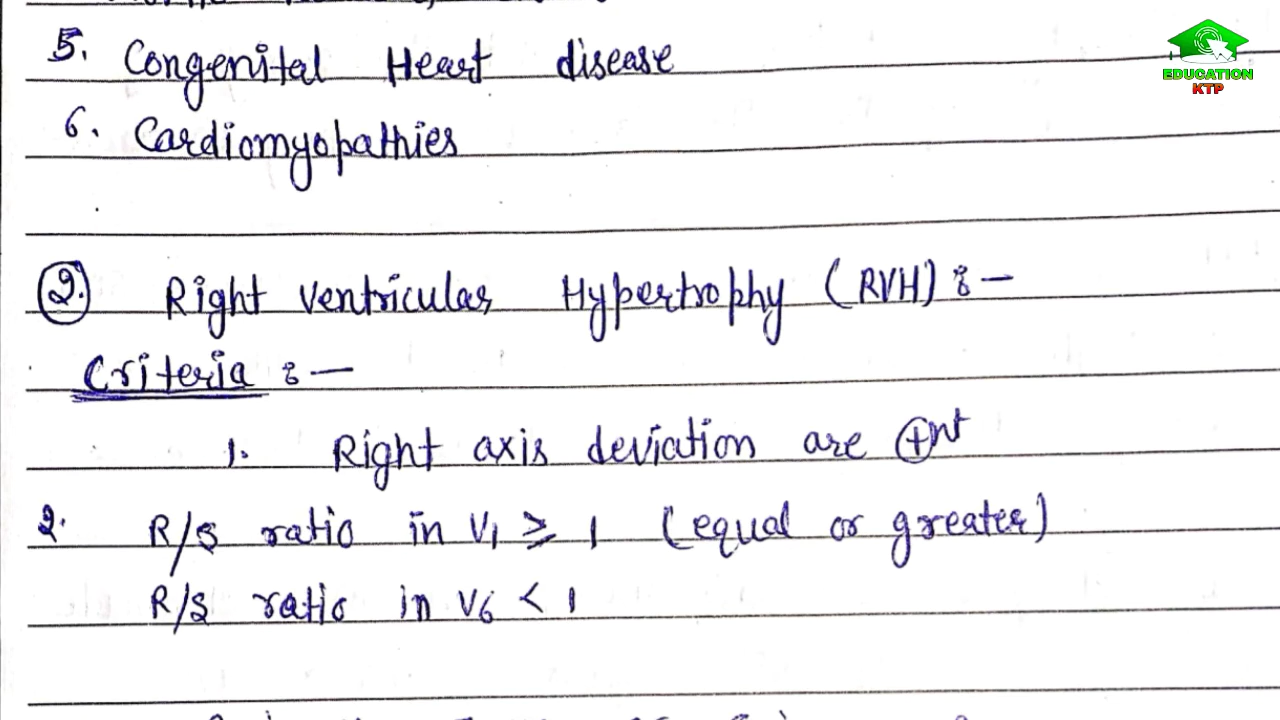 5. Congenital Heart disease
EDUCATION
KTP
6. Cardiomyopathies
2. Right ventricular Hypertrophy (RVH) :-
Criteria :-
1. Right axis deviation are ⊕nt
2. R/S ratio in V1 ≥ 1 (equal or greater)
R/S ratio in V6 < 1